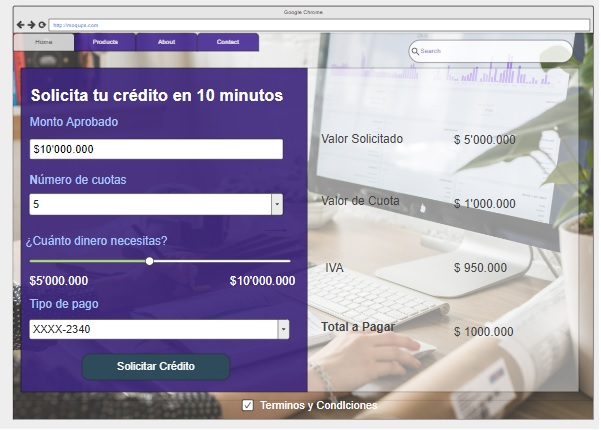 Google Chrome
http://moqups.com
Home Products About Contact
Search
Solicita tu crédito en 10 minutos
Monto Aprobado
$10'000.000
Número de cuotas
5
¿Cuánto dinero necesitas?
$5'000.000 $10'000.000
Tipo de pago
XXXX-2340
Solicitar Crédito
Valor Solicitado $ 5'000.000
Valor de Cuota $ 1'000.000
IVA $ 950.000
Total a Pagar $ 1000.000
Terminos y CondIciones